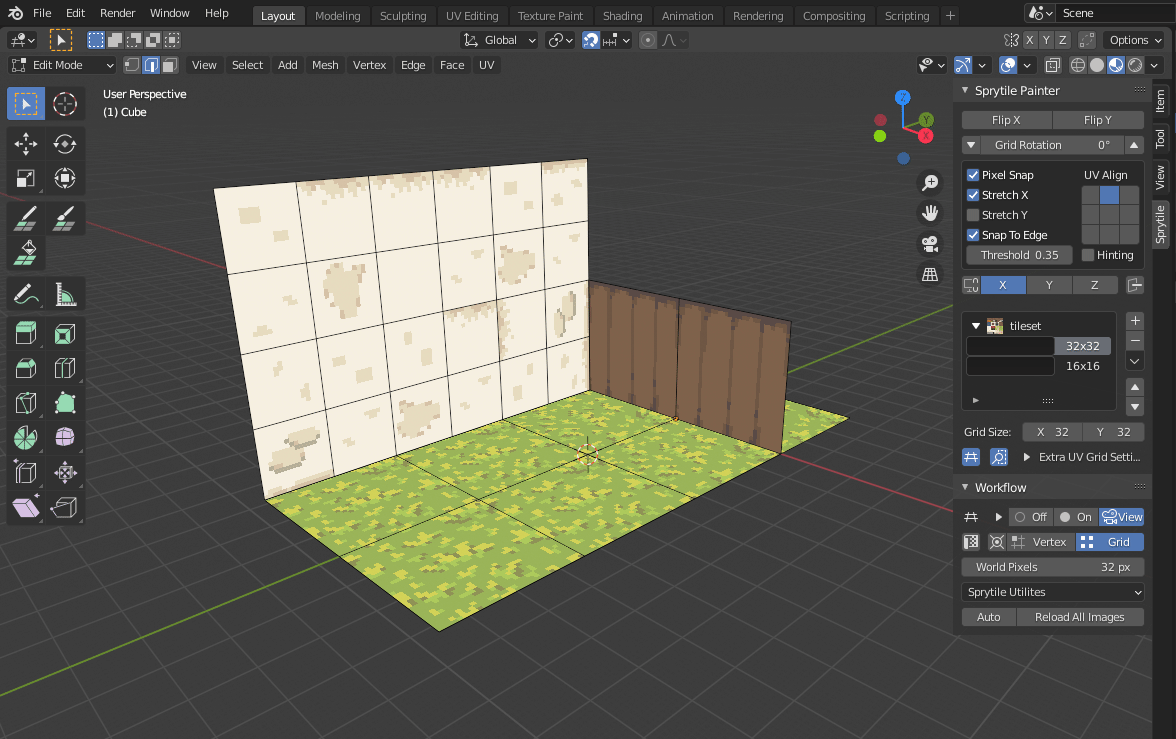 File Edit Render Window Help Layout Modeling Sculpting UV Editing Texture Paint Shading Animation Rendering Compositing Scripting + Scene
Global X Y Z Options
Edit Mode View Select Add Mesh Vertex Edge Face UV
User Perspective
(1) Cube
Z
Y
X
Sprytile Painter
Flip X Flip Y
Grid Rotation 0°
Pixel Snap UV Align
Stretch X
Stretch Y
Snap To Edge
Threshold 0.35 Hinting
X Y Z
tileset
32x32
16x16
Grid Size: X 32 Y 32
Extra UV Grid Setti...
Workflow
Off On View
Vertex Grid
World Pixels 32 px
Sprytile Utilites
Auto Reload All Images
Item
Tool
View
Sprytile